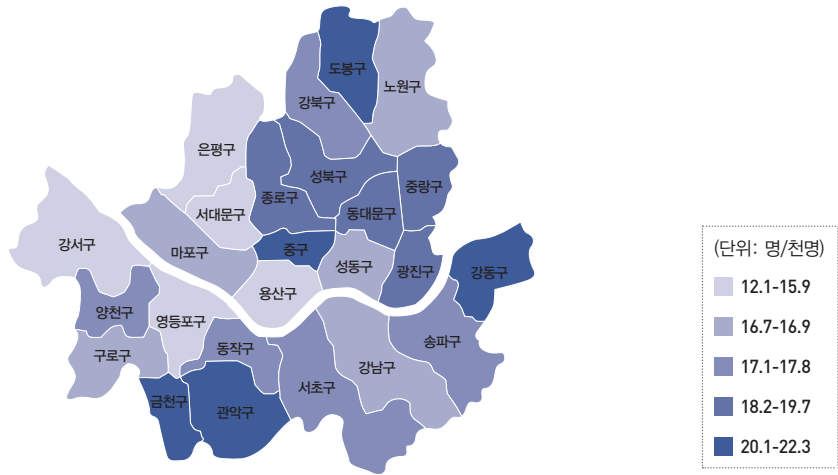 도봉구
노원구
강북구
은평구
성북구
중랑구
종로구
서대문구
동대문구
강서구
마포구
중구
성동구
광진구
강동구
용산구
양천구
영등포구
송파구
구로구
동작구
강남구
서초구
금천구
관악구
(단위: 명/천명)
12.1-15.9
16.7-16.9
17.1-17.8
18.2-19.7
20.1-22.3